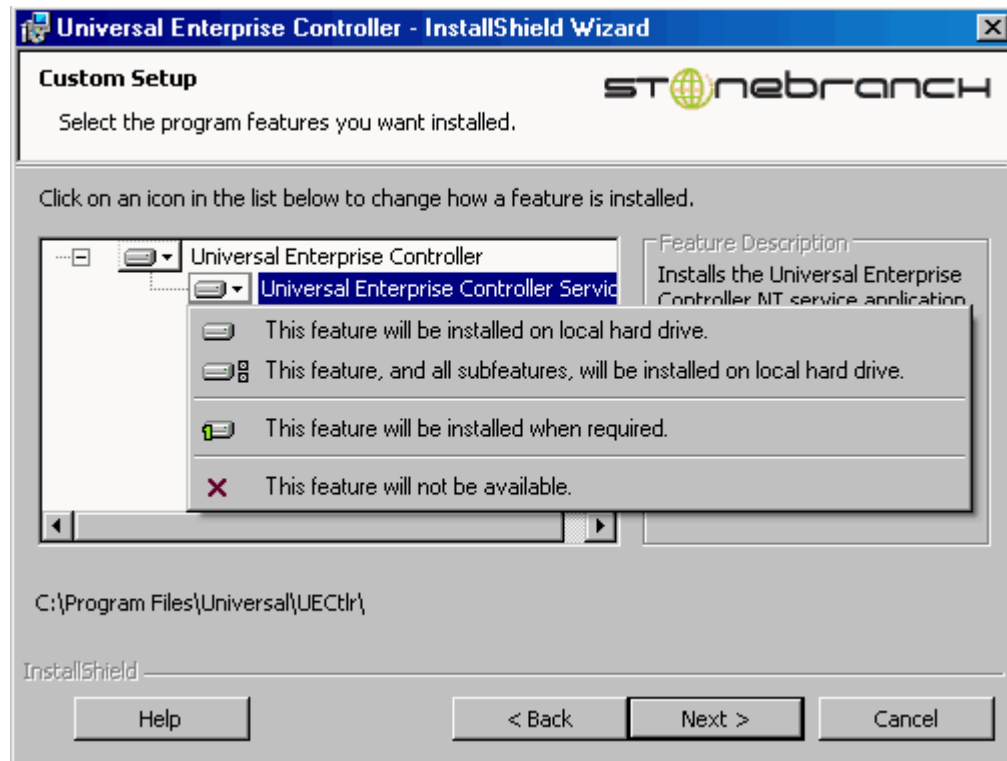 Universal Enterprise Controller - InstallShield Wizard
Custom Setup
STONEBRANCH
Select the program features you want installed.
Click on an icon in the list below to change how a feature is installed.
Universal Enterprise Controller
Universal Enterprise Controller Servic
Feature Description
Installs the Universal Enterprise
Controller NT service application
This feature will be installed on local hard drive.
This feature, and all subfeatures, will be installed on local hard drive.
This feature will be installed when required.
This feature will not be available.
C:\Program Files\Universal\UECtlr\
InstallShield
Help
< Back
Next >
Cancel